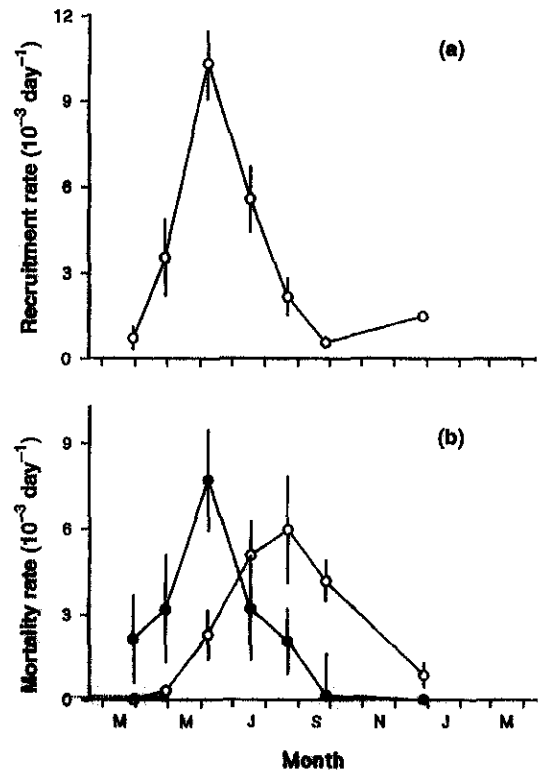 12
(a)
9
6
3
0
Recruitment rate (10⁻³ day⁻¹)
(b)
9
6
3
0
Mortality rate (10⁻³ day⁻¹)
M M J S N J M
Month